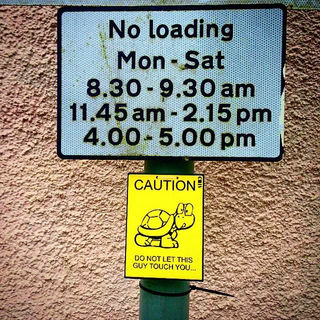 No loading
Mon - Sat
8.30 - 9.30 am
11.45 am - 2.15 pm
4.00 - 5.00 pm
CAUTION
DO NOT LET THIS
GUY TOUCH YOU...